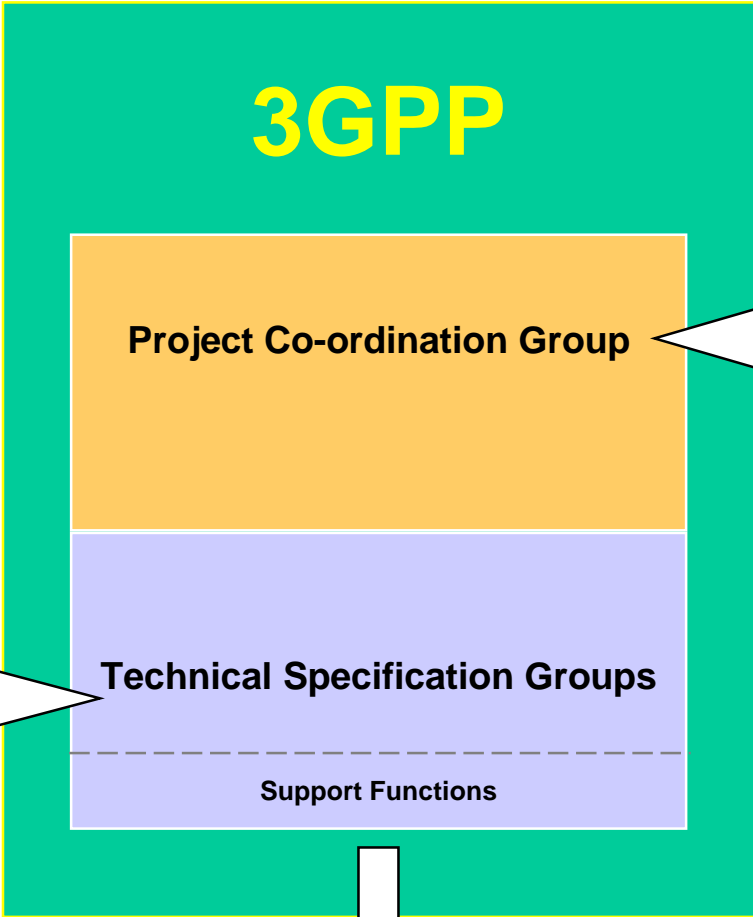 3GPP
Project Co-ordination Group
Technical Specification Groups
Support Functions